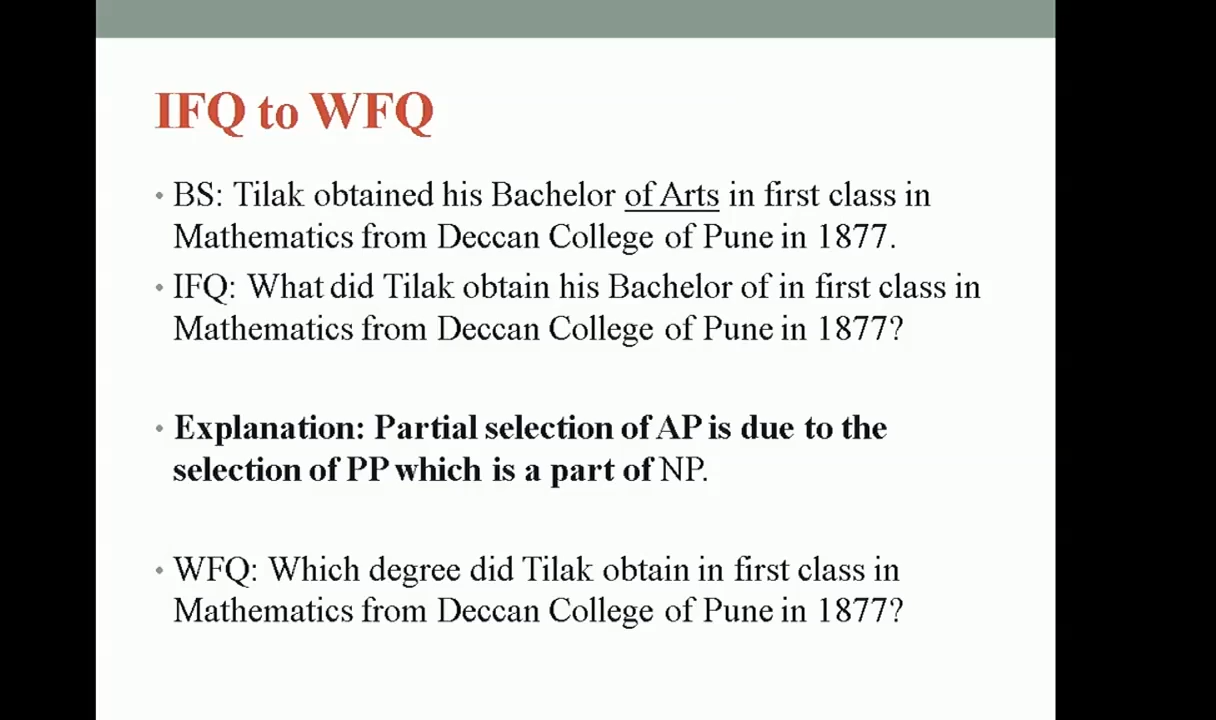 IFQ to WFQ
• BS: Tilak obtained his Bachelor of Arts in first class in
Mathematics from Deccan College of Pune in 1877.
• IFQ: What did Tilak obtain his Bachelor of in first class in
Mathematics from Deccan College of Pune in 1877?
• Explanation: Partial selection of AP is due to the
selection of PP which is a part of NP.
• WFQ: Which degree did Tilak obtain in first class in
Mathematics from Deccan College of Pune in 1877?